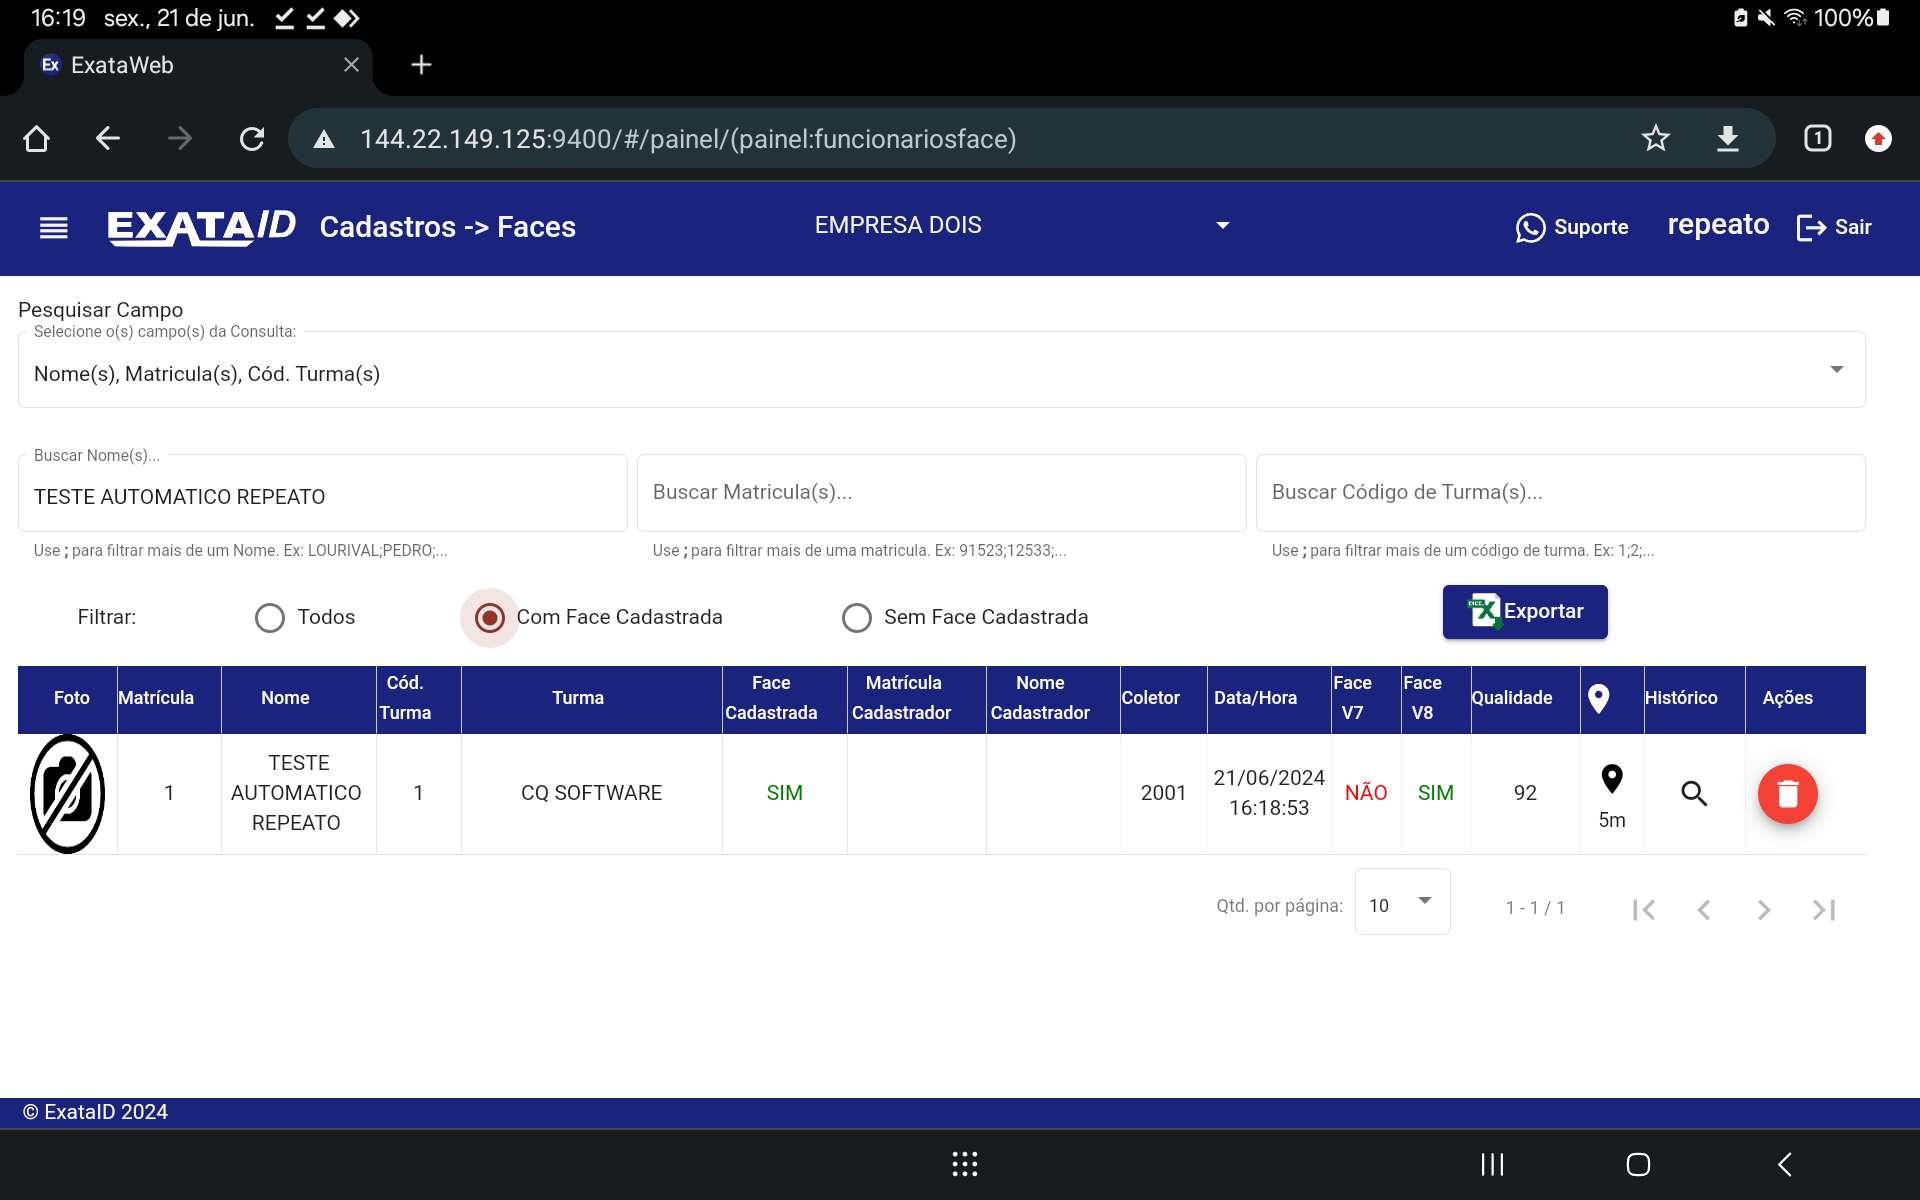 16:19 sex., 21 de jun. 100%
Ex ExataWeb
144.22.149.125:9400/#/painel/(painel:funcionariosface) 1
EXATAID Cadastros -> Faces EMPRESA DOIS Suporte repeato Sair
Pesquisar Campo
Selecione o(s) campo(s) da Consulta:
Nome(s), Matricula(s), Cód. Turma(s)
Buscar Nome(s)...
TESTE AUTOMATICO REPEATO Buscar Matricula(s)... Buscar Código de Turma(s)...
Use ; para filtrar mais de um Nome. Ex: LOURIVAL;PEDRO;... Use ; para filtrar mais de uma matricula. Ex: 91523;12533;... Use ; para filtrar mais de um código de turma. Ex: 1;2;...
Filtrar: Todos Com Face Cadastrada Sem Face Cadastrada Exportar
Foto Matrícula Nome Cód. Turma Turma Face Cadastrada Matrícula Cadastrador Nome Cadastrador Coletor Data/Hora Face V7 Face V8 Qualidade Histórico Ações
1 TESTE AUTOMATICO REPEATO 1 CQ SOFTWARE SIM 2001 21/06/2024 16:18:53 NÃO SIM 92 5m
Qtd. por página: 10 1 - 1 / 1
© ExataID 2024